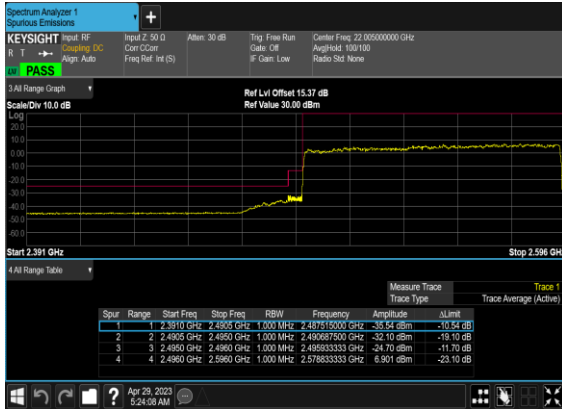 Spectrum Analyzer 1
Spurious Emissions
+
KEYSIGHT Input: RF Input Z: 50 Ω Atten: 30 dB Trig: Free Run Center Freq: 22.005000000 GHz
R T Coupling: DC Corr CCorr Gate: Off Avg|Hold: 100/100
Align: Auto Freq Ref: Int (S) IF Gain: Low Radio Std: None
PASS
3 All Range Graph
Ref Lvl Offset 15.37 dB
Scale/Div 10.0 dB Ref Value 30.00 dBm
Log
20.0
10.0
0.00
-10.0
-20.0
-30.0
-40.0
-50.0
-60.0
Start 2.391 GHz Stop 2.596 GH
4 All Range Table
Measure Trace Trace 1
Trace Type Trace Average (Active)
Spur Range Start Freq Stop Freq RBW Frequency Amplitude ΔLimit
1 1 2.3910 GHz 2.4905 GHz 1.000 MHz 2.487515000 GHz -35.54 dBm -10.54 dB
2 2 2.4905 GHz 2.4950 GHz 1.000 MHz 2.490687500 GHz -32.10 dBm -19.10 dB
3 3 2.4950 GHz 2.4960 GHz 1.000 MHz 2.495933333 GHz -24.70 dBm -11.70 dB
4 4 2.4960 GHz 2.5960 GHz 1.000 MHz 2.578833333 GHz 6.901 dBm -23.10 dB
? Apr 29, 2023
5:24:08 AM